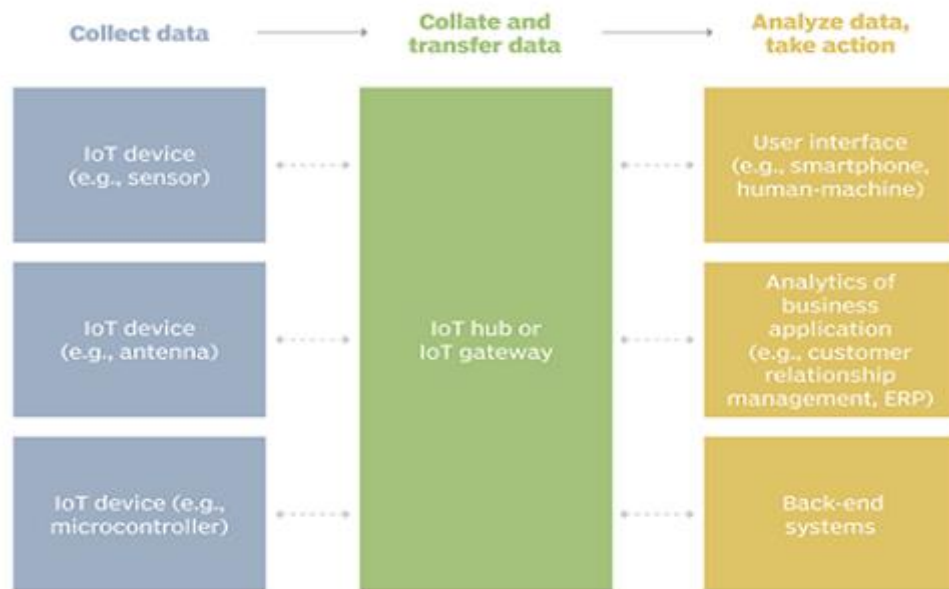 Collect data
Collate and
transfer data
Analyze data,
take action
IoT device
(e.g., sensor)
IoT device
(e.g., antenna)
IoT device (e.g.,
microcontroller)
IoT hub or
IoT gateway
User interface
(e.g., smartphone,
human-machine)
Analytics of
business
application
(e.g., customer
relationship
management, ERP)
Back-end
systems